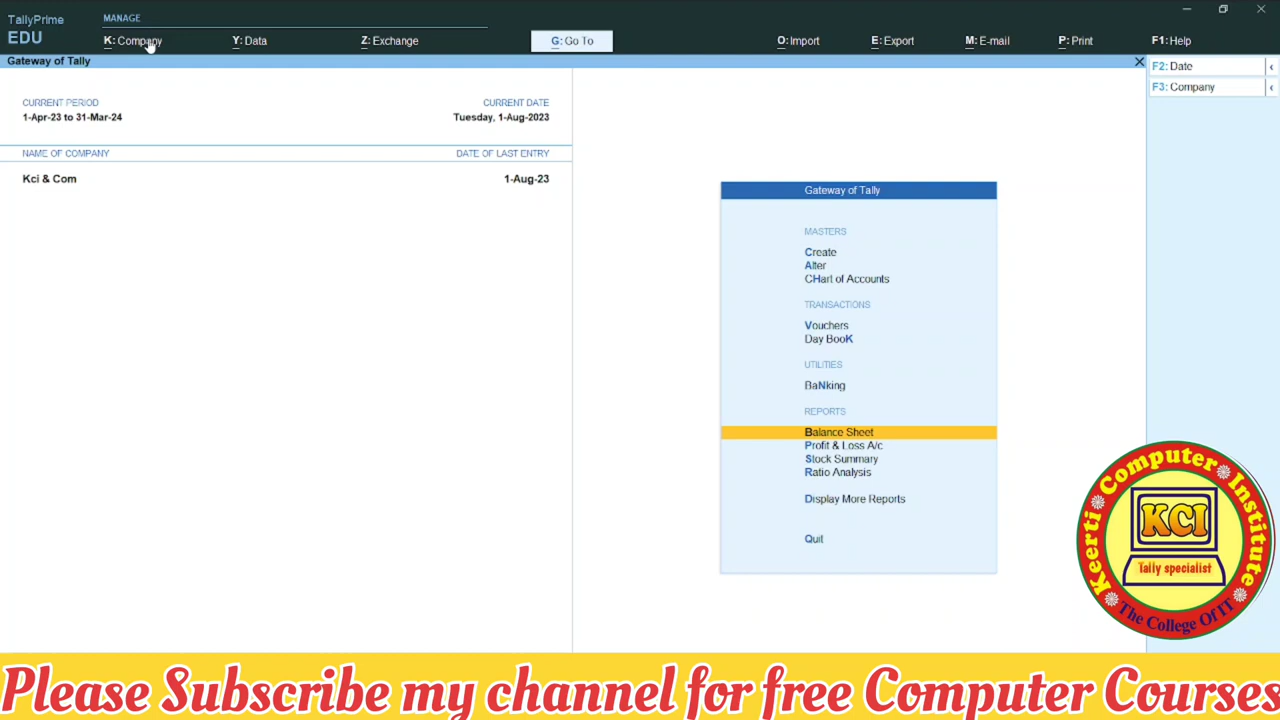 TallyPrime
EDU
MANAGE
K: Company
Y: Data
Z: Exchange
G: Go To
O: Import
E: Export
M: E-mail
P: Print
F1: Help
Gateway of Tally
F2: Date
F3: Company
CURRENT PERIOD
CURRENT DATE
1-Apr-23 to 31-Mar-24
Tuesday, 1-Aug-2023
NAME OF COMPANY
DATE OF LAST ENTRY
Kci & Com
1-Aug-23
Gateway of Tally
MASTERS
Create
Alter
CHart of Accounts
TRANSACTIONS
Vouchers
Day BooK
UTILITIES
BaNking
REPORTS
Balance Sheet
Profit & Loss A/c
Stock Summary
Ratio Analysis
Display More Reports
Quit
Keerti Computer Institute
KCI
Tally specialist
The College Of IT
Please Subscribe my channel for free Computer Courses